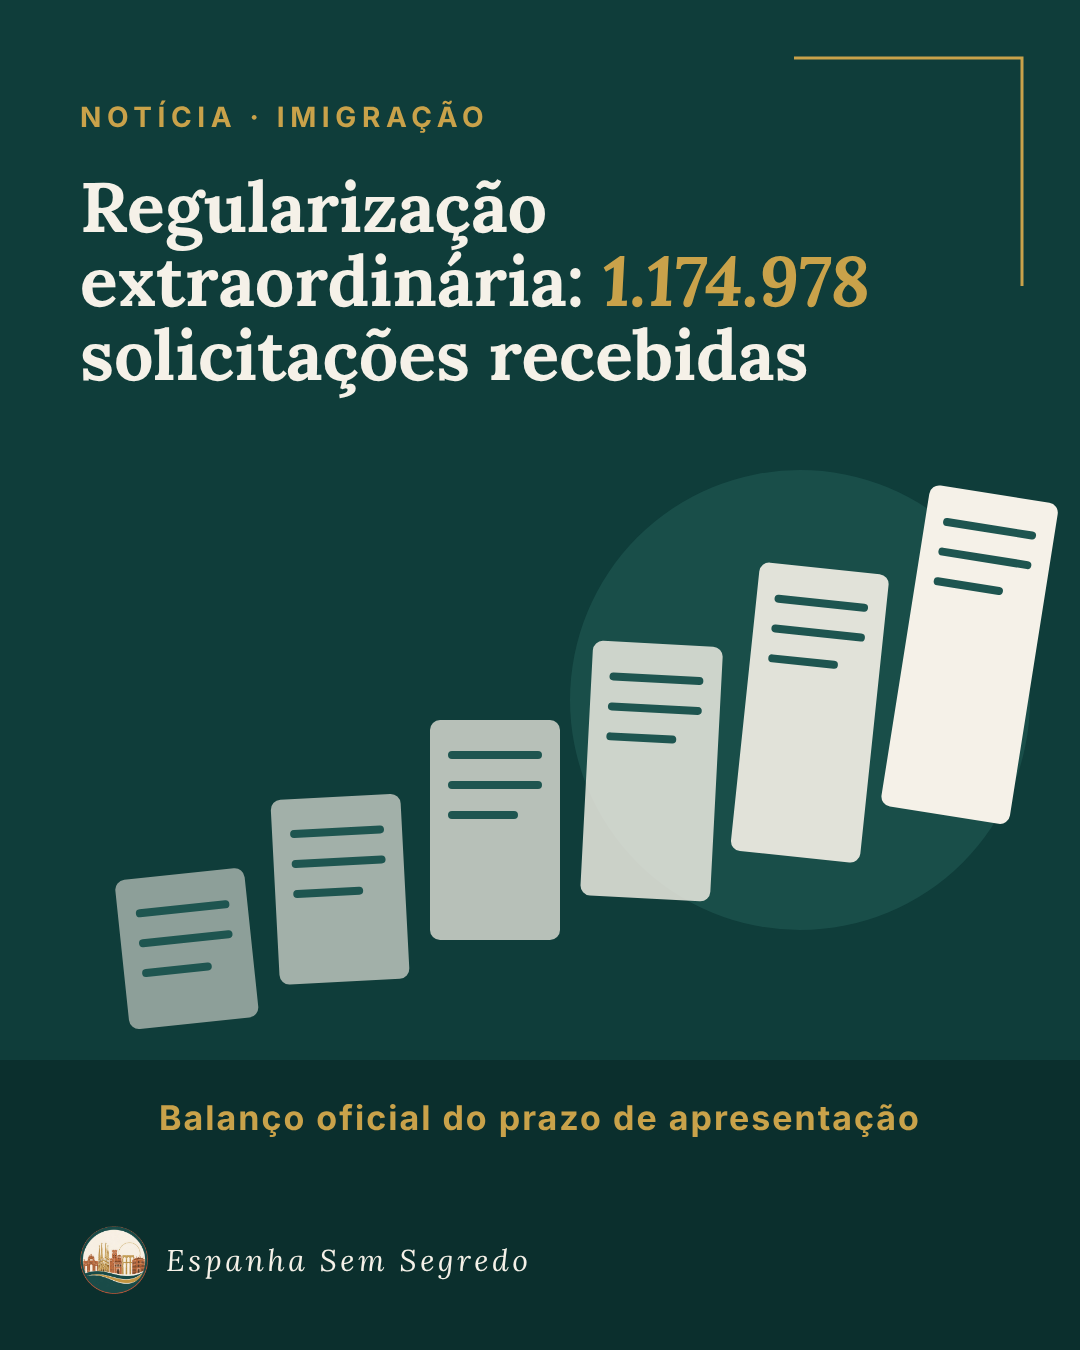 NOTÍCIA · IMIGRAÇÃO
Regularização
extraordinária: 1.174.978
solicitações recebidas
Balanço oficial do prazo de apresentação
Espanha Sem Segredo